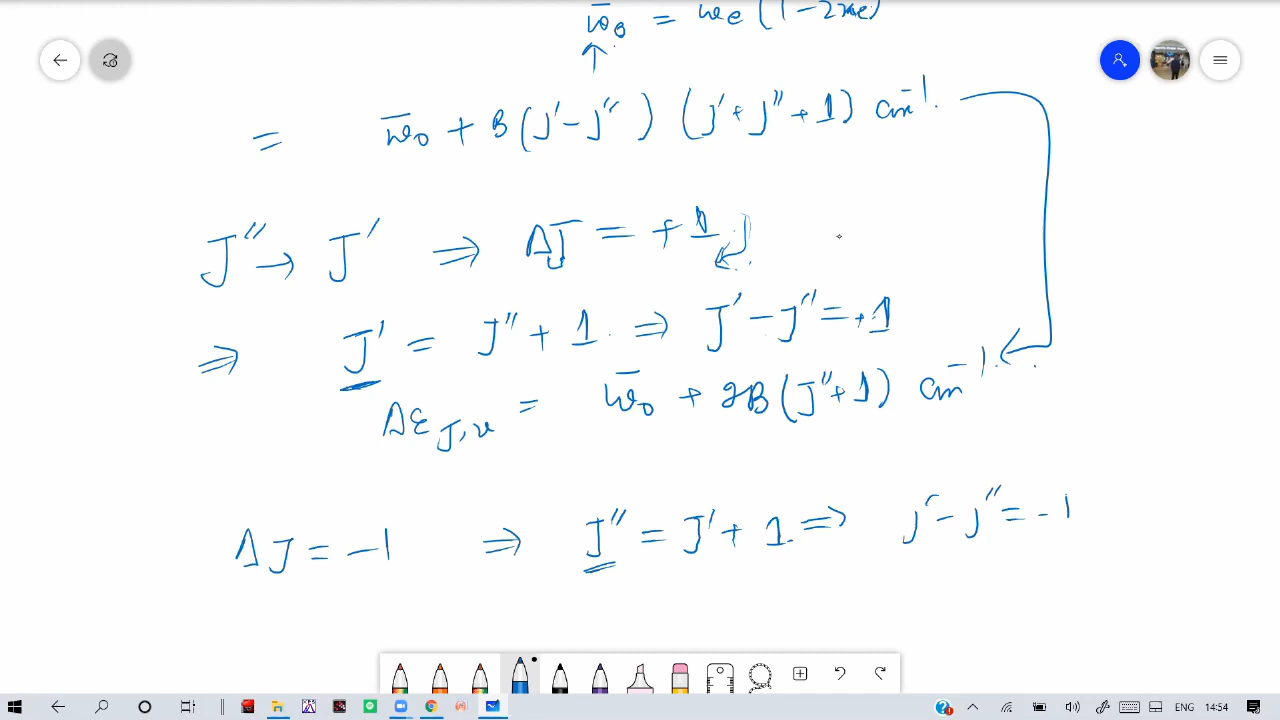 ω̄₀ = ωe (1-2xe)
= ω̄₀ + B(J'-J'') (J'+J''+1) cm⁻¹.
J'' → J' ⇒ ΔJ = +1
⇒ J' = J''+1. ⇒ J'-J''=+1
Δε_J,v = ω̄₀ + 2B(J''+1) cm⁻¹.
ΔJ = -1 ⇒ J'' = J'+1 ⇒ J'-J''=-1
ENG 14:54